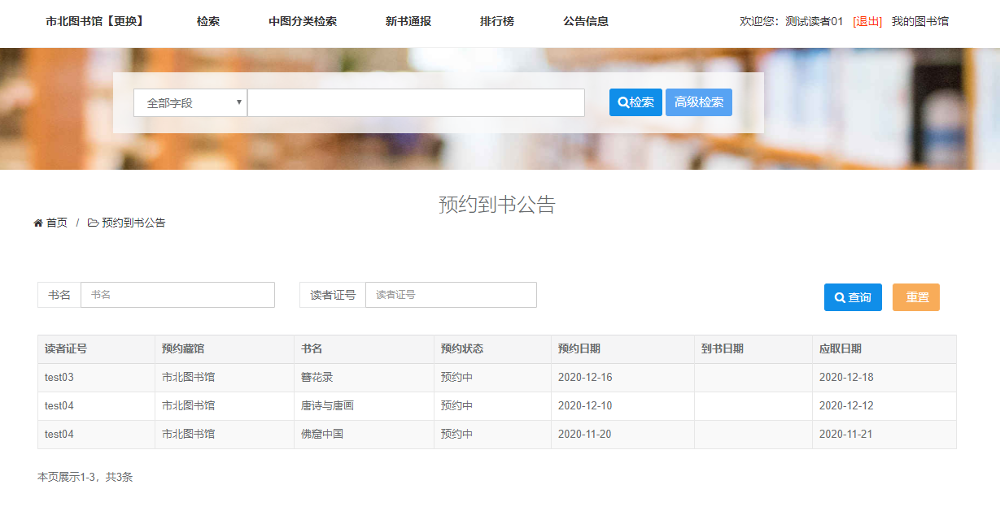 市北图书馆【更换】 检索 中图分类检索 新书通报 排行榜 公告信息 欢迎您：测试读者01 [退出] 我的图书馆
全部字段 检索 高级检索
预约到书公告
首页 / 预约到书公告
书名 书名 读者证号 读者证号 查询 重置
读者证号 预约藏馆 书名 预约状态 预约日期 到书日期 应取日期
test03 市北图书馆 簪花录 预约中 2020-12-16 2020-12-18
test04 市北图书馆 唐诗与唐画 预约中 2020-12-10 2020-12-12
test04 市北图书馆 佛窟中国 预约中 2020-11-20 2020-11-21
本页展示1-3，共3条